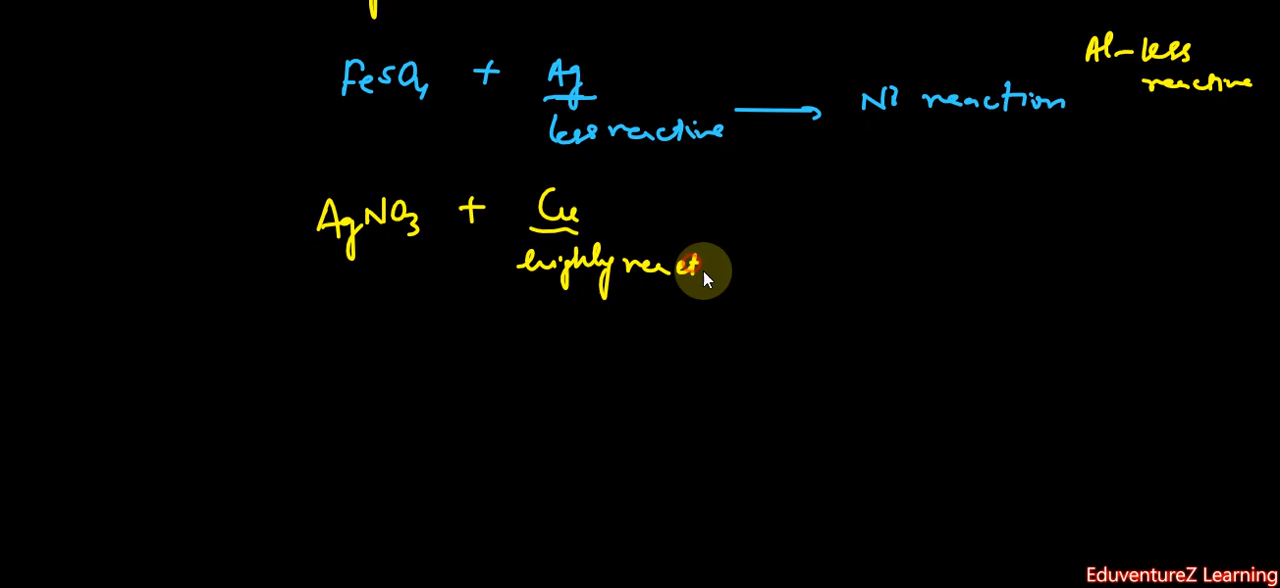 FeSO4 + Ag No reaction Al - less
less reactive reactive
AgNO3 + Cu
highly react
EduventureZ Learning